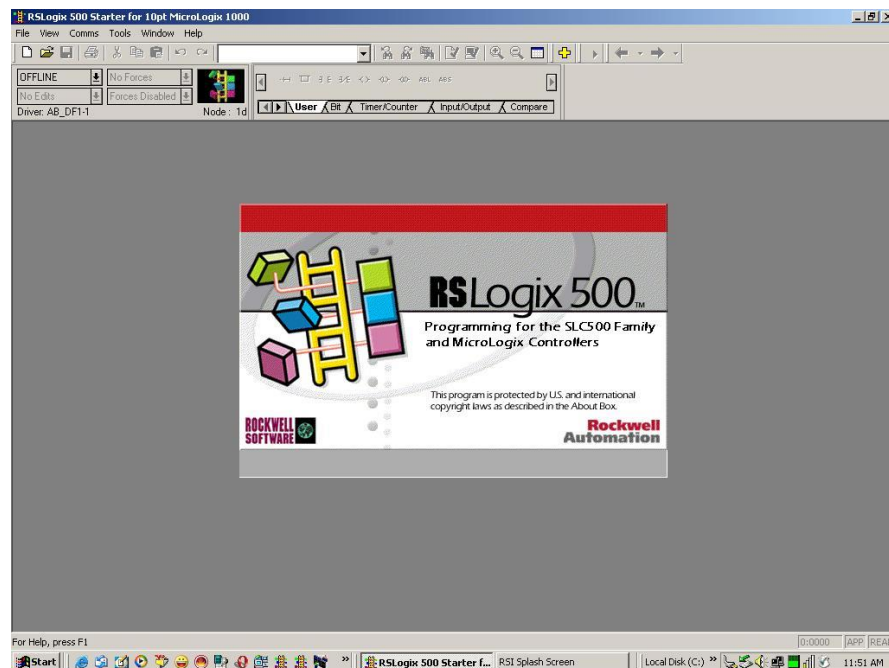 RSLogix 500 Starter for 10pt MicroLogix 1000
File View Comms Tools Window Help
OFFLINE No Forces
No Edits Forces Disabled
Driver: AB_DF1-1 Node : 1d
ABL ABS
User Bit Timer/Counter Input/Output Compare
RSLogix 500 TM
Programming for the SLC500 Family
and MicroLogix Controllers
This program is protected by U.S. and international
copyright laws as described in the About Box.
ROCKWELL
SOFTWARE
Rockwell
Automation
For Help, press F1
0:0000 APP READ
Start » RSLogix 500 Starter f... RSI Splash Screen Local Disk (C:) » 11:51 AM